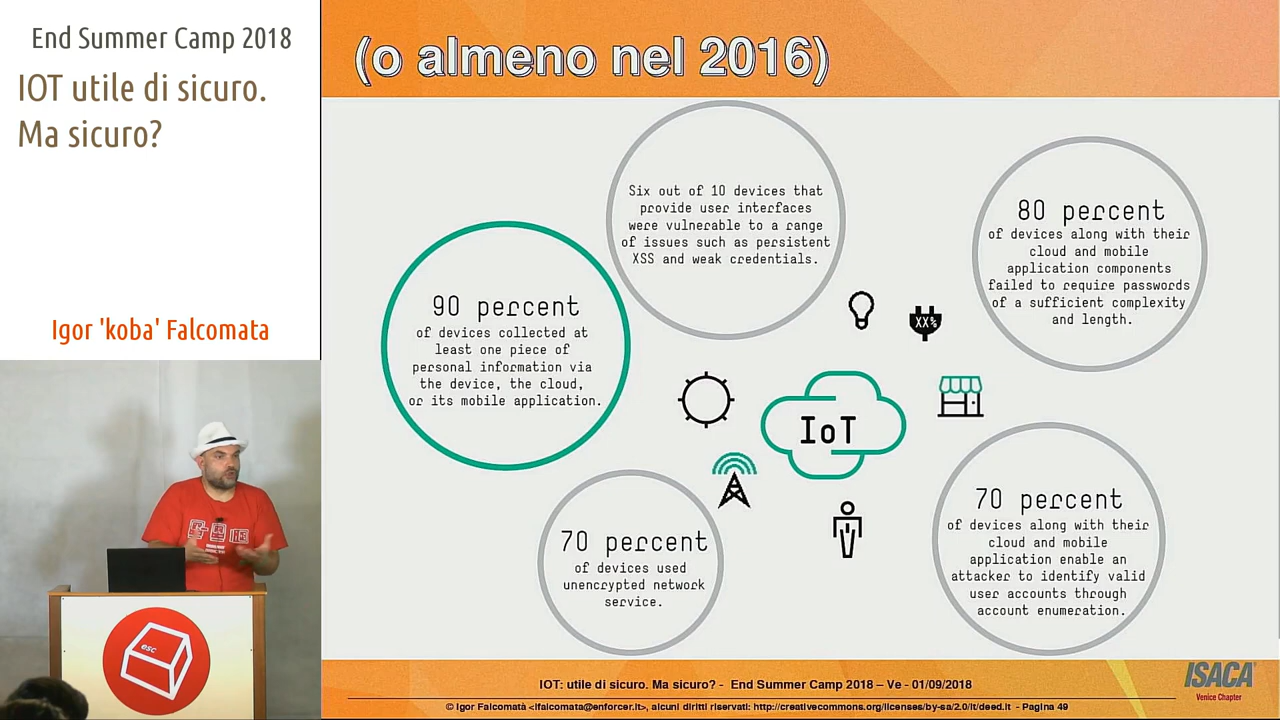 End Summer Camp 2018
IOT utile di sicuro.
Ma sicuro?
Igor 'koba' Falcomata
esc
(o almeno nel 2016)
Six out of 10 devices that
provide user interfaces
were vulnerable to a range
of issues such as persistent
XSS and weak credentials.
80 percent
of devices along with their
cloud and mobile
application components
failed to require passwords
of a sufficient complexity
and length.
90 percent
of devices collected at
least one piece of
personal information via
the device, the cloud,
or its mobile application.
XX%
IoT
70 percent
of devices used
unencrypted network
service.
70 percent
of devices along with their
cloud and mobile
application enable an
attacker to identify valid
user accounts through
account enumeration.
IOT: utile di sicuro. Ma sicuro? - End Summer Camp 2018 – Ve - 01/09/2018
© Igor Falcomatà <ifalcomata@enforcer.it>, alcuni diritti riservati: http://creativecommons.org/licenses/by-sa/2.0/it/deed.it - Pagina 49
ISACA
Venice Chapter